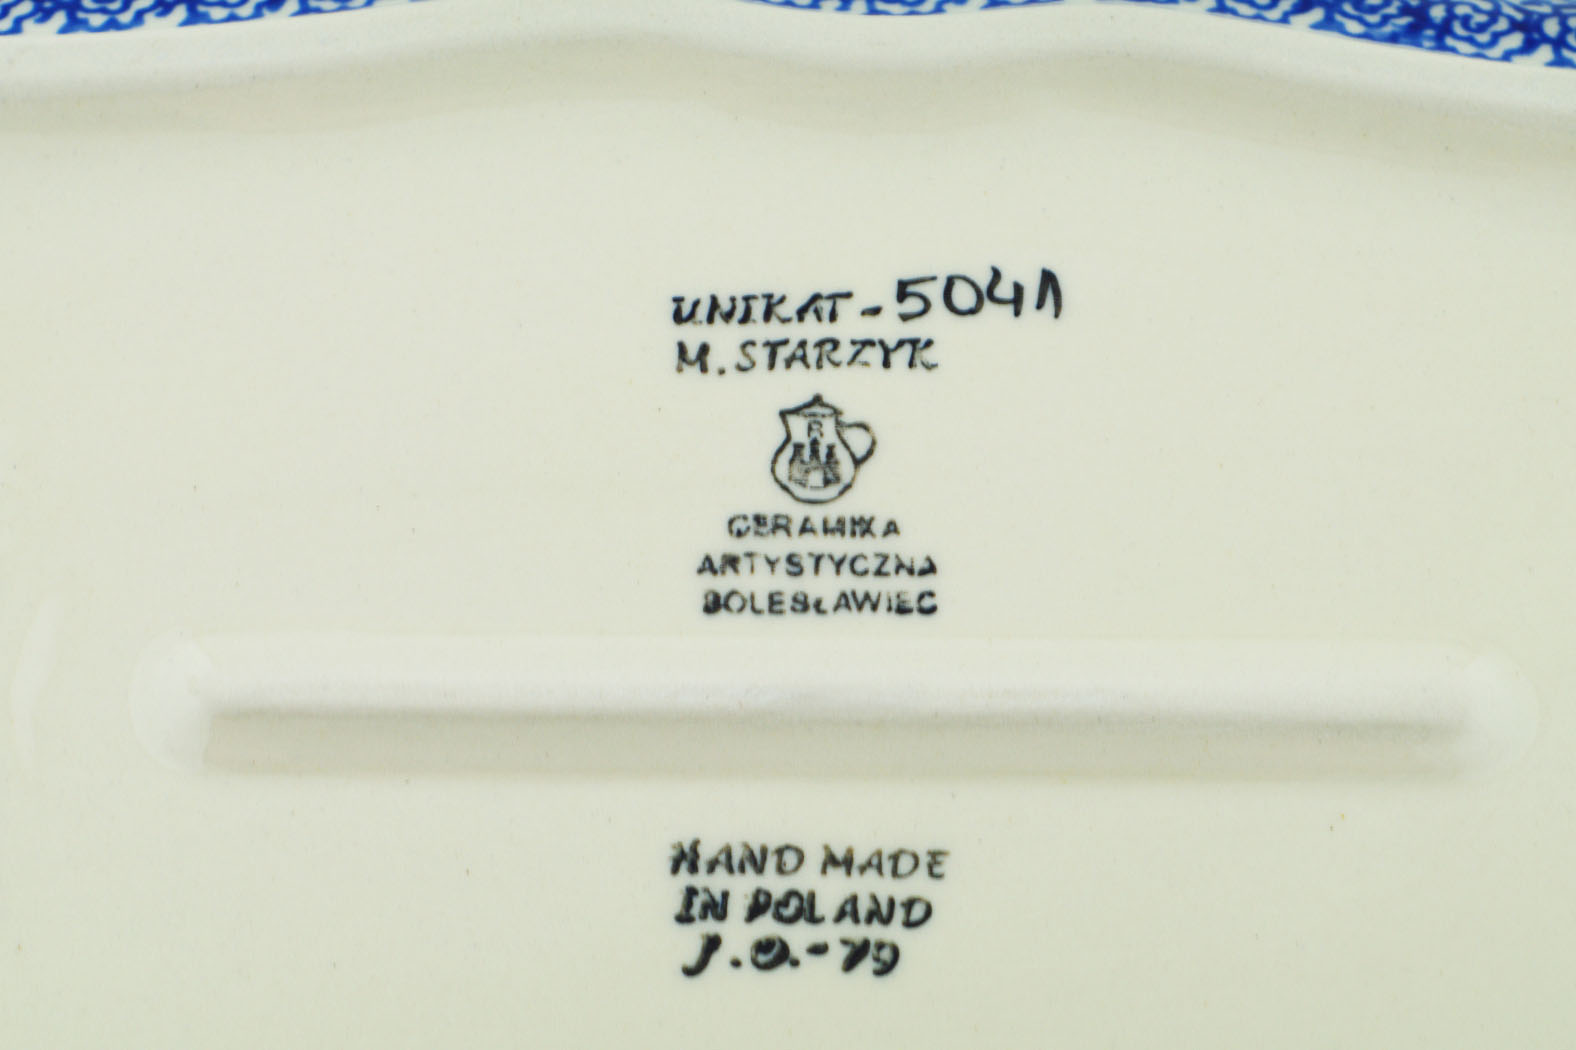 UNIKAT-5041
M.STARZYK
R
CERAMIKA
ARTYSTYCZNA
BOLESŁAWIEC
HAND MADE
IN POLAND
J.O.-79